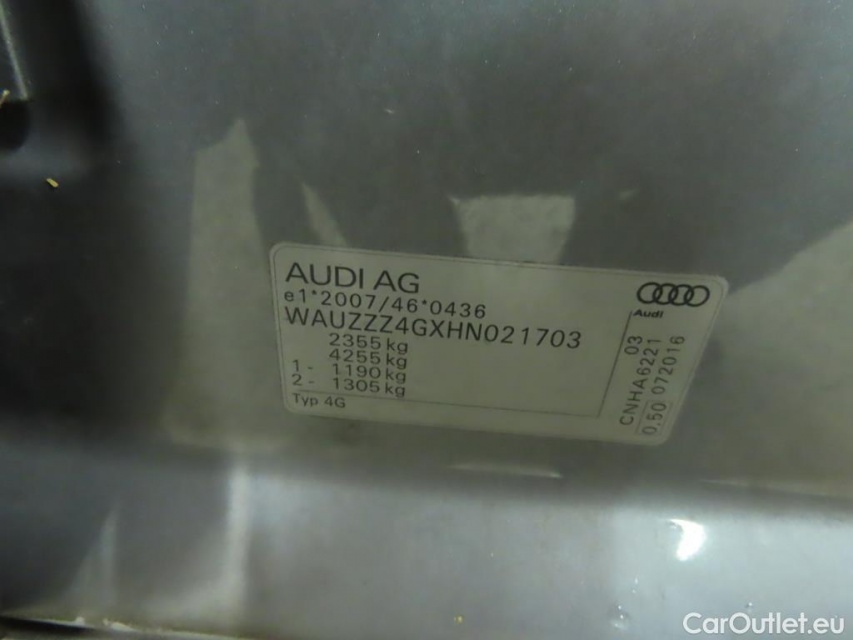 AUDI AG
e1*2007/46*0436
WAUZZZ4GXHN021703
2355kg
4255kg
1- 1190kg
2- 1305kg
Typ 4G
Audi
03
CNHA6221
0.50 072016
CarOutlet.eu